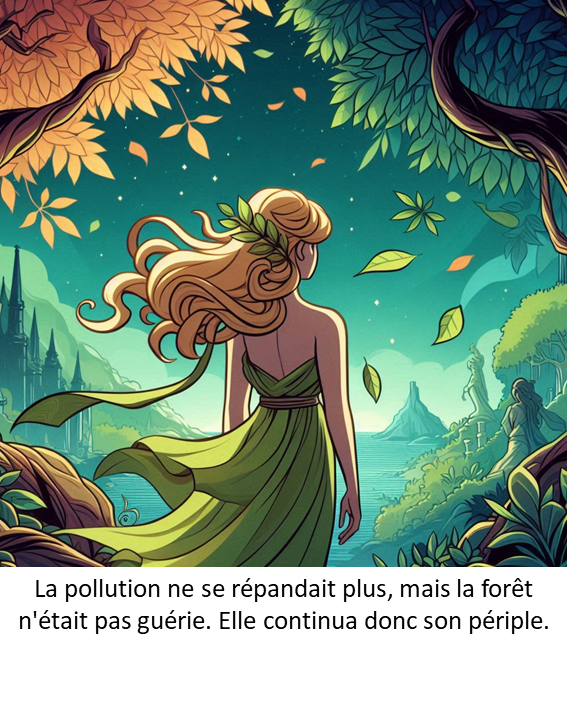 La pollution ne se répandait plus, mais la forêt
n'était pas guérie. Elle continua donc son périple.